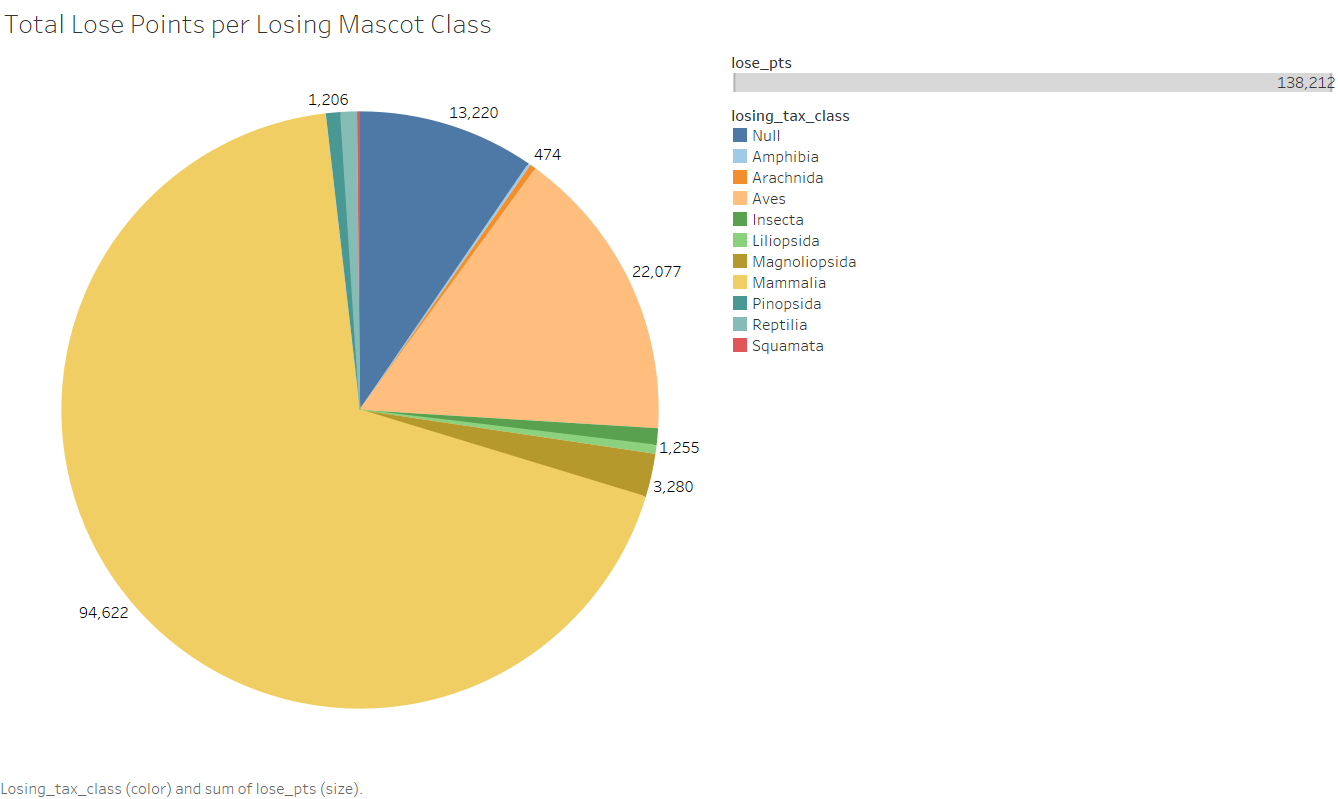 Total Lose Points per Losing Mascot Class
lose_pts
138,212
losing_tax_class
Null
Amphibia
Arachnida
Aves
Insecta
Liliopsida
Magnoliopsida
Mammalia
Pinopsida
Reptilia
Squamata
1,206
13,220
474
22,077
1,255
3,280
94,622
Losing_tax_class (color) and sum of lose_pts (size).